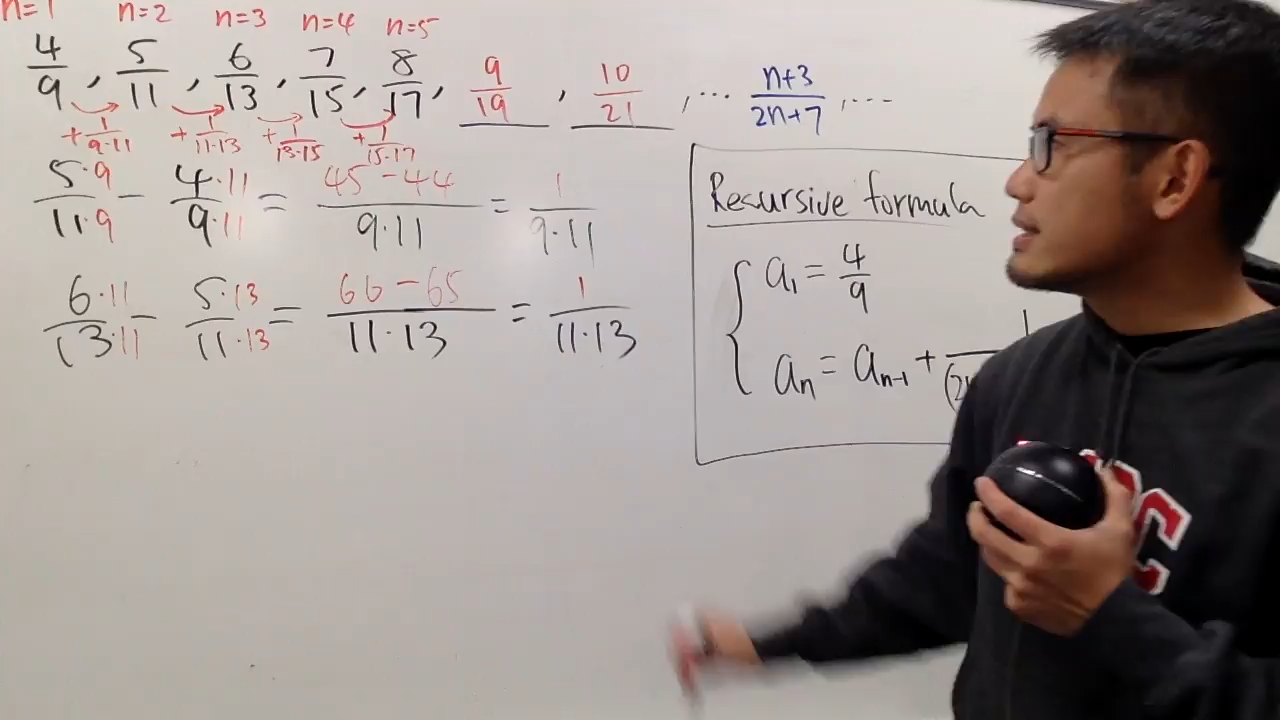 n=1 n=2 n=3 n=4 n=5
4/9, 5/11, 6/13, 7/15, 8/17, 9/19, 10/21, ... n+3/2n+7, ...
+1/9·11 +1/11·13 +1/13·15 +1/15·17
5·9/11·9 - 4·11/9·11 = 45-44/9·11 = 1/9·11
6·11/13·11 - 5·13/11·13 = 66-65/11·13 = 1/11·13
Recursive formula
a₁ = 4/9
aₙ = aₙ₋₁ + 1/(2
C